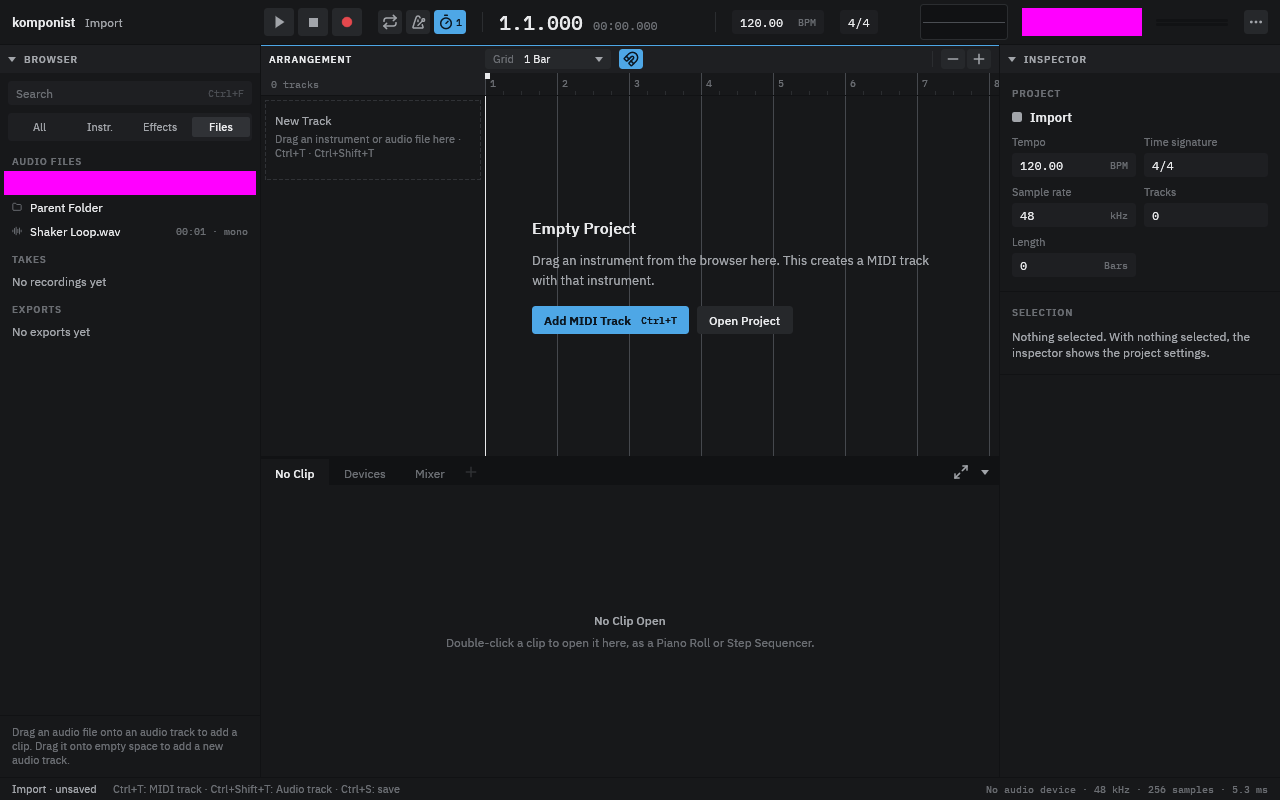 komponist Import
1
1.1.000 00:00.000
120.00 BPM
4/4
BROWSER
Search Ctrl+F
All Instr. Effects Files
AUDIO FILES
Parent Folder
Shaker Loop.wav 00:01 · mono
TAKES
No recordings yet
EXPORTS
No exports yet
Drag an audio file onto an audio track to add a
clip. Drag it onto empty space to add a new
audio track.
ARRANGEMENT
Grid 1 Bar
0 tracks
1 2 3 4 5 6 7 8
New Track
Drag an instrument or audio file here ·
Ctrl+T · Ctrl+Shift+T
Empty Project
Drag an instrument from the browser here. This creates a MIDI track
with that instrument.
Add MIDI Track Ctrl+T
Open Project
No Clip Devices Mixer
No Clip Open
Double-click a clip to open it here, as a Piano Roll or Step Sequencer.
INSPECTOR
PROJECT
Import
Tempo Time signature
120.00 BPM 4/4
Sample rate Tracks
48 kHz 0
Length
0 Bars
SELECTION
Nothing selected. With nothing selected, the
inspector shows the project settings.
Import · unsaved Ctrl+T: MIDI track · Ctrl+Shift+T: Audio track · Ctrl+S: save
No audio device · 48 kHz · 256 samples · 5.3 ms